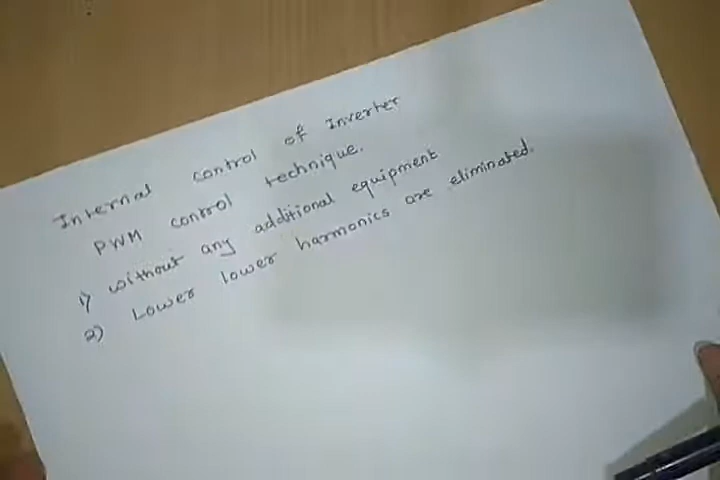 Internal control of Inverter
PWM control technique.
1) without any additional equipment
2) Lower lower harmonics are eliminated.